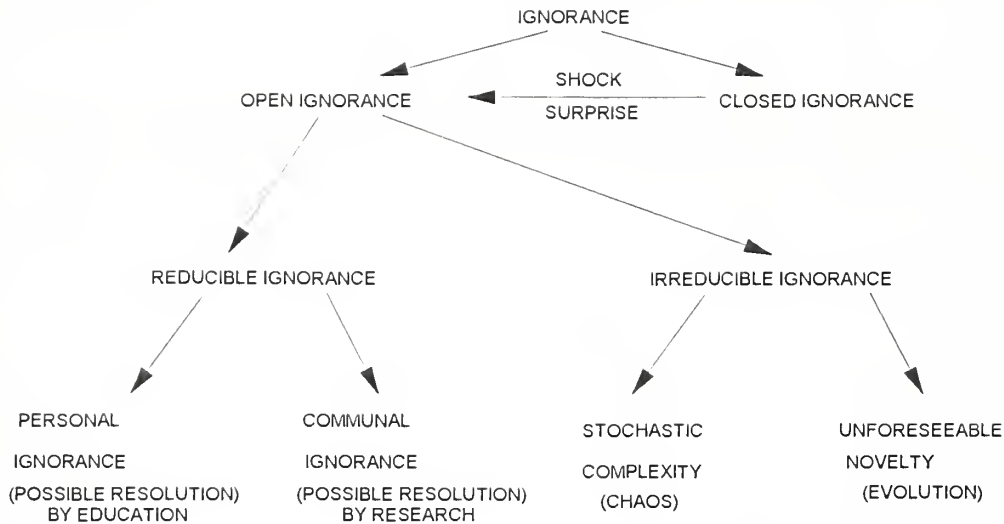 IGNORANCE
SHOCK
OPEN IGNORANCE
CLOSED IGNORANCE
SURPRISE
REDUCIBLE IGNORANCE
IRREDUCIBLE IGNORANCE
PERSONAL
IGNORANCE
(POSSIBLE RESOLUTION)
BY EDUCATION
COMMUNAL
IGNORANCE
(POSSIBLE RESOLUTION)
BY RESEARCH
STOCHASTIC
COMPLEXITY
(CHAOS)
UNFORESEEABLE
NOVELTY
(EVOLUTION)